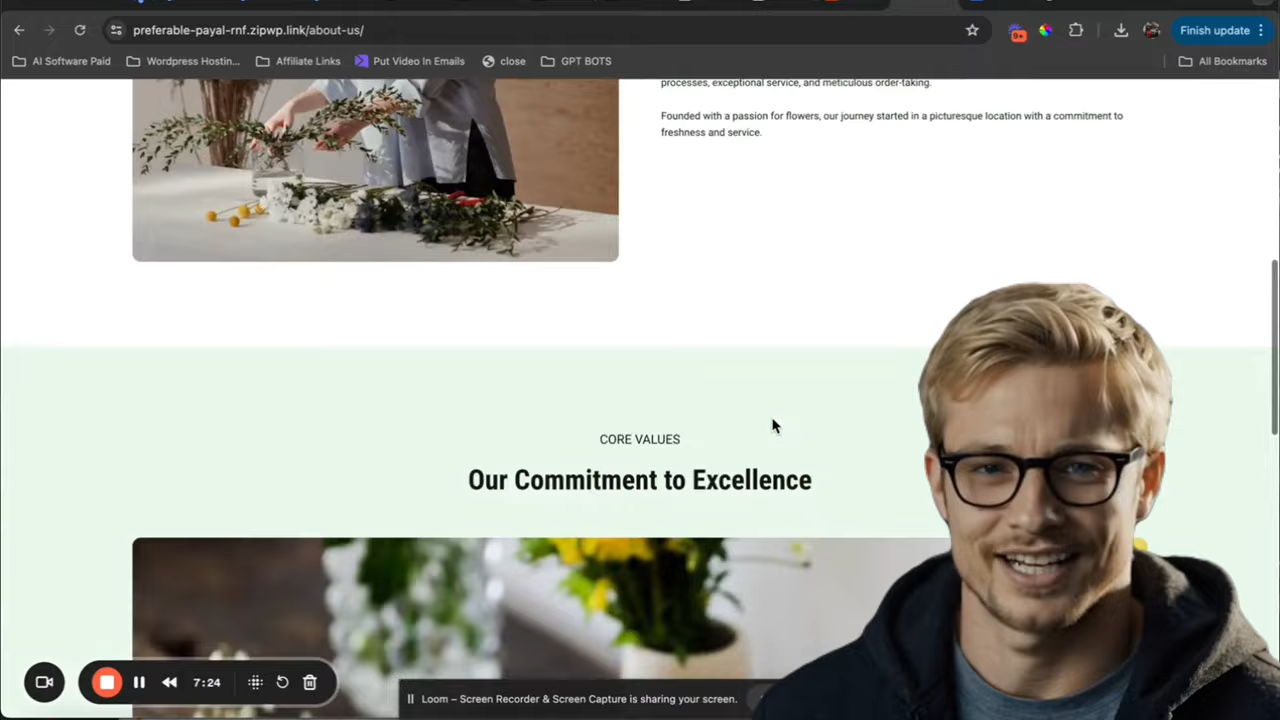 preferable-payal-rnf.zipwp.link/about-us/
9+
Finish update
AI Software Paid
Wordpress Hostin...
Affiliate Links
Put Video In Emails
close
GPT BOTS
All Bookmarks
processes, exceptional service, and meticulous order-taking.
Founded with a passion for flowers, our journey started in a picturesque location with a commitment to
freshness and service.
CORE VALUES
Our Commitment to Excellence
7:24
Loom – Screen Recorder & Screen Capture is sharing your screen.